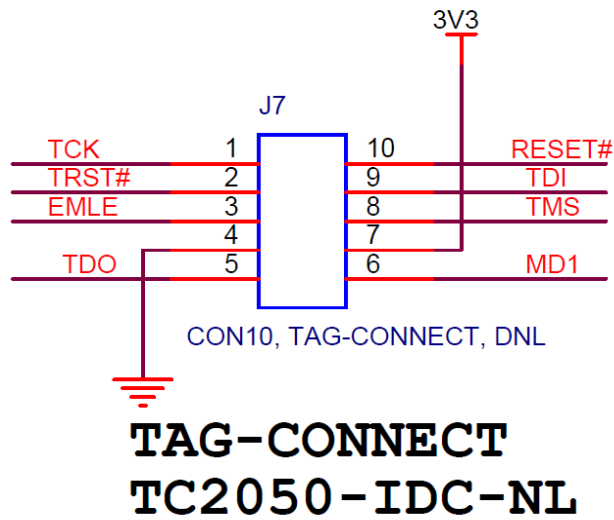 3V3
J7
TCK 1 10 RESET#
TRST# 2 9 TDI
EMLE 3 8 TMS
4 7
TDO 5 6 MD1
CON10, TAG-CONNECT, DNL
TAG-CONNECT
TC2050-IDC-NL